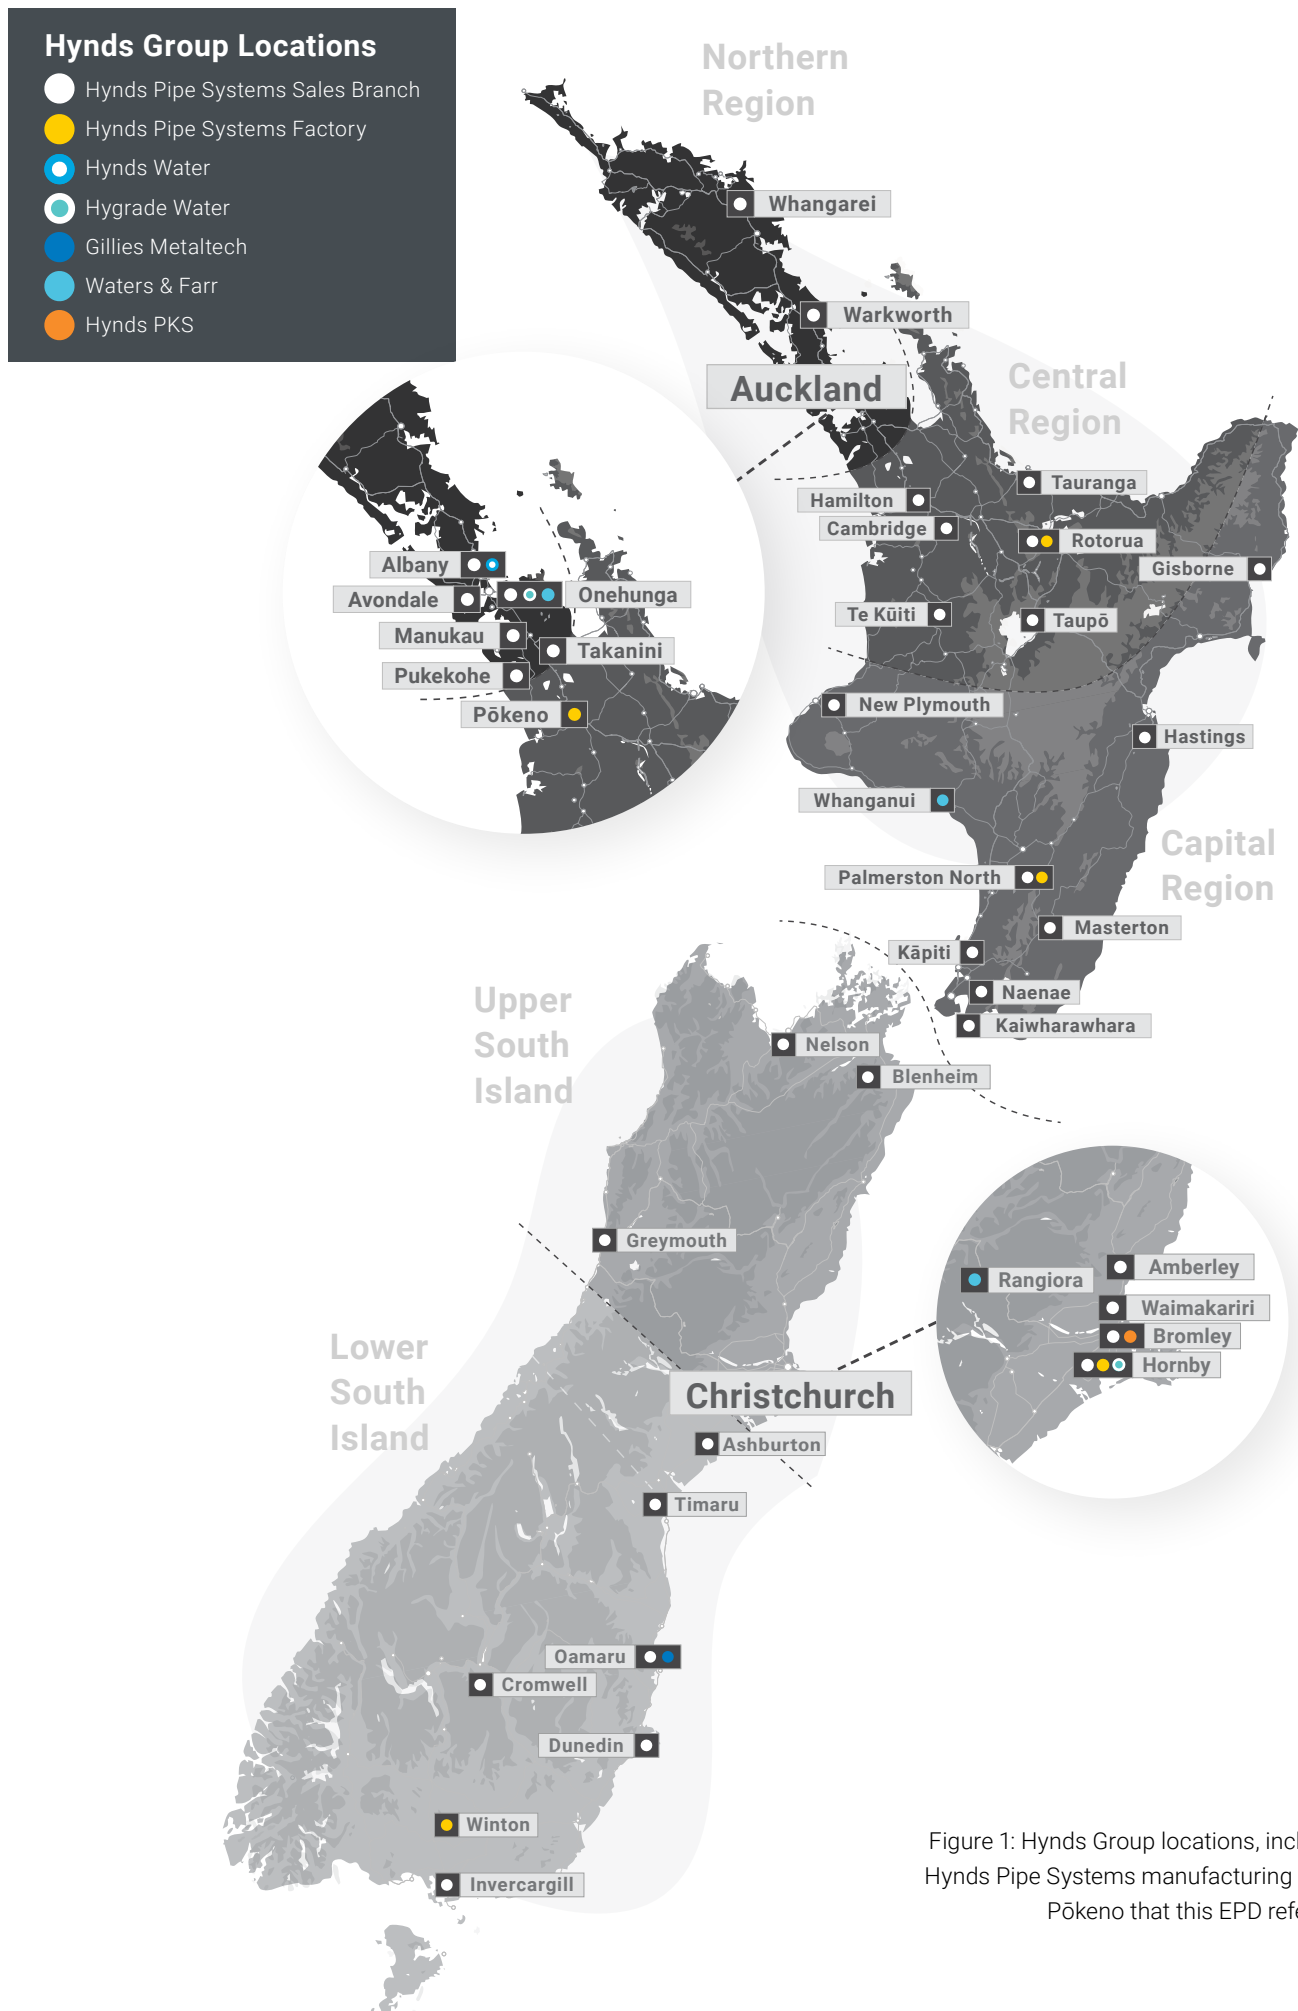 Hynds Group Locations
Hynds Pipe Systems Sales Branch
Hynds Pipe Systems Factory
Hynds Water
Hygrade Water
Gillies Metaltech
Waters & Farr
Hynds PKS
Northern
Region
Whangarei
Warkworth
Auckland
Central
Region
Tauranga
Hamilton
Cambridge
Rotorua
Gisborne
Te Kūiti
Taupō
Albany
Avondale
Onehunga
Manukau
Takanini
Pukekohe
Pōkeno
New Plymouth
Hastings
Whanganui
Capital
Region
Palmerston North
Masterton
Kāpiti
Naenae
Kaiwharawhara
Upper
South
Island
Nelson
Blenheim
Greymouth
Rangiora
Amberley
Waimakariri
Bromley
Hornby
Lower
South
Island
Christchurch
Ashburton
Timaru
Oamaru
Cromwell
Dunedin
Winton
Invercargill
Figure 1: Hynds Group locations,
Hynds Pipe Systems manufacturing
Pōkeno that this EPD